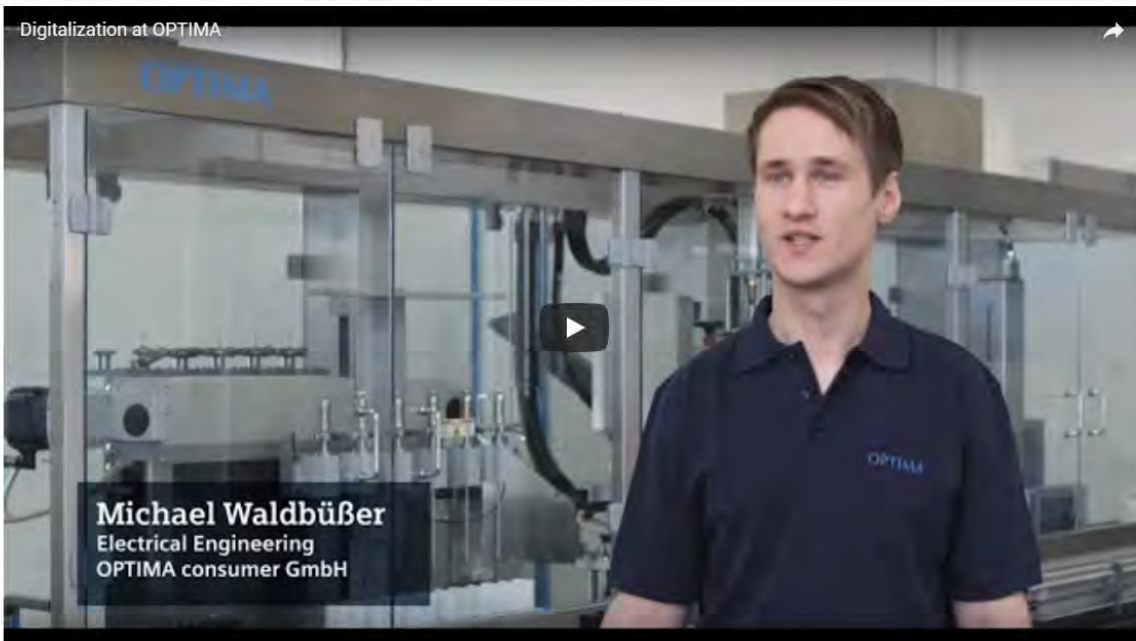 Digitalization at OPTIMA
OPTIMA
OPTIMA
Michael Waldbüßer
Electrical Engineering
OPTIMA consumer GmbH